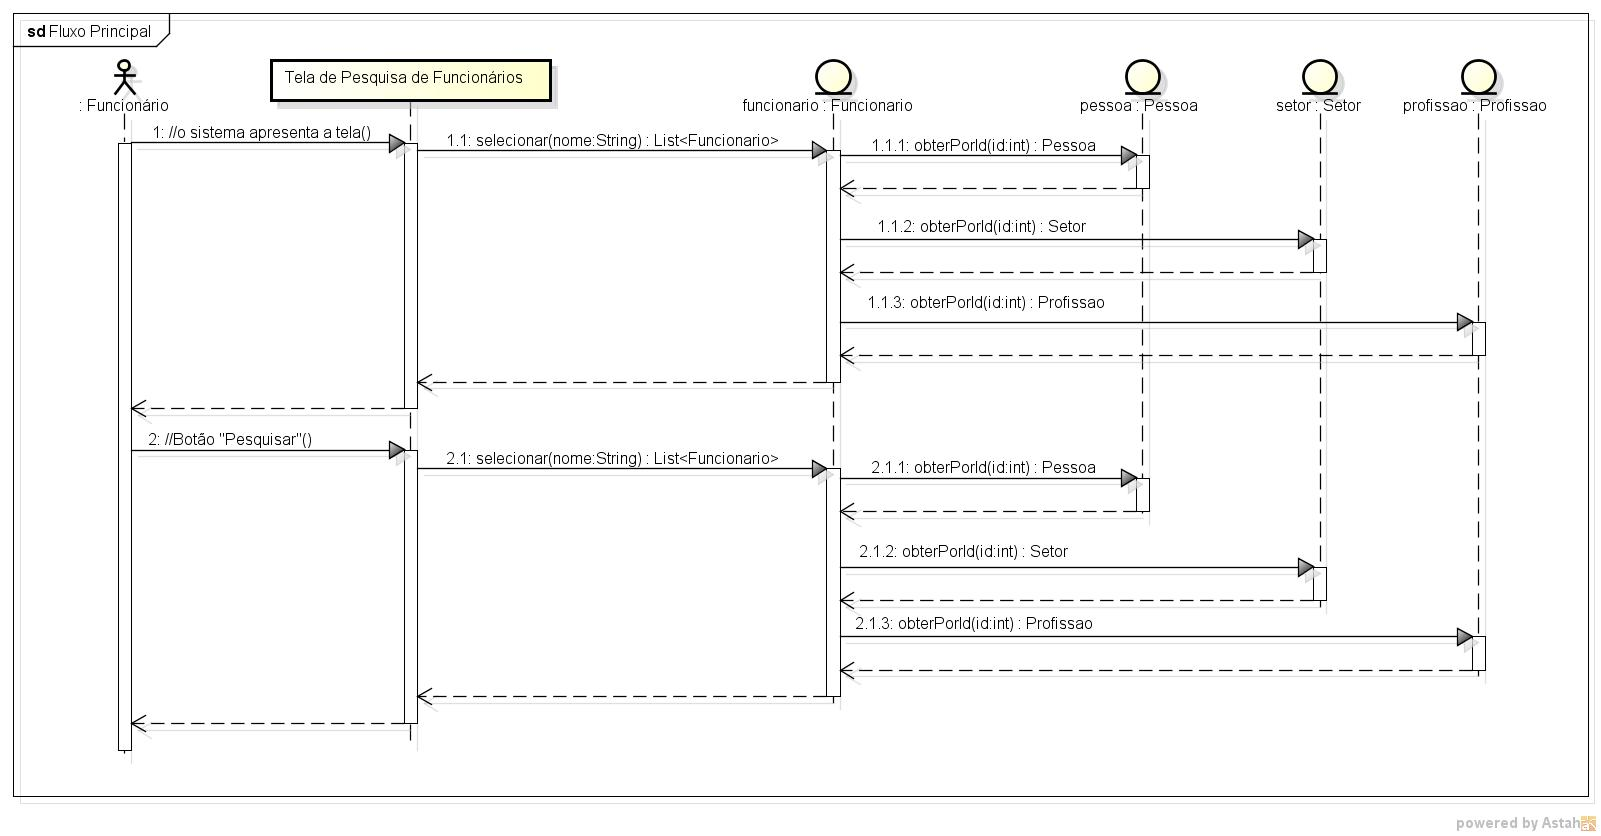 sd Fluxo Principal
: Funcionário
Tela de Pesquisa de Funcionários
funcionario : Funcionario
pessoa : Pessoa
setor : Setor
profissao : Profissao
1: //o sistema apresenta a tela()
1.1: selecionar(nome:String) : List<Funcionario>
1.1.1: obterPorId(id:int) : Pessoa
1.1.2: obterPorId(id:int) : Setor
1.1.3: obterPorId(id:int) : Profissao
2: //Botão "Pesquisar"()
2.1: selecionar(nome:String) : List<Funcionario>
2.1.1: obterPorId(id:int) : Pessoa
2.1.2: obterPorId(id:int) : Setor
2.1.3: obterPorId(id:int) : Profissao
powered by Astah